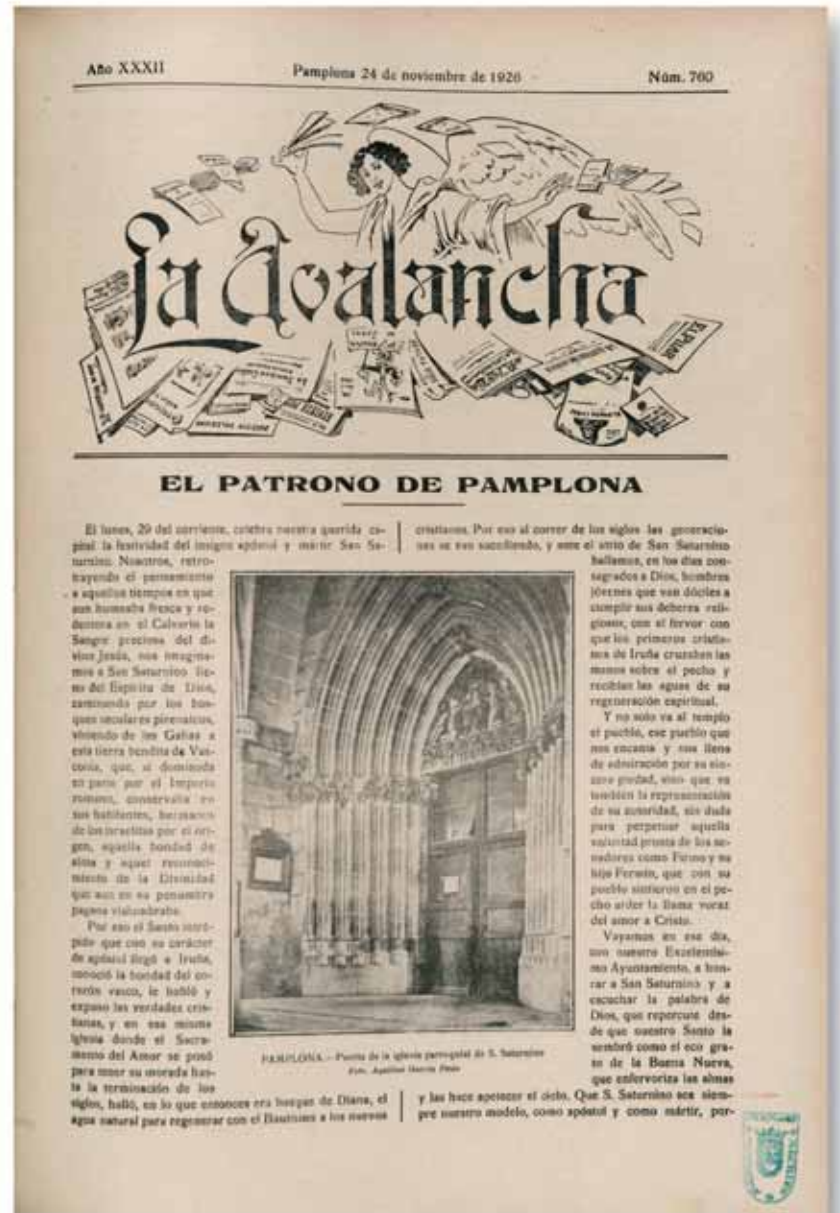 Año XXXII
Pamplona 24 de noviembre de 1926
Núm. 760
La Avalancha
EL PILAR
EL PATRONO DE PAMPLONA
El lunes, 29 del corriente, celebra nuestra querida ca-
pital la festividad del insigne apóstol y mártir San Sa-
turnino. Nosotros, retro-
trayendo el pensamiento
a aquellos tiempos en que
aun humeaba fresca y re-
dentora en el Calvario la
Sangre preciosa del di-
vino Jesús, nos imagina-
mos a San Saturnino lle-
no del Espíritu de Dios,
caminando por los bos-
ques seculares pirenaicos,
viniendo de las Galias a
esta tierra bendita de Vas-
conia, que, si dominada
en parte por el Imperio
romano, conservaba en
sus habitantes, hermanos
de los israelitas por el ori-
gen, aquella bondad de
alma y aquel reconoci-
miento de la Divinidad
que aun en su penumbra
pagana vislumbraba.
Por eso el Santo intré-
pido que con su carácter
de apóstol llegó a Iruña,
conoció la bondad del co-
razón vasco, le habló y
expuso las verdades cris-
tianas, y en esa misma
Iglesia donde el Sacra-
mento del Amor se posó
para tener su morada has-
ta la terminación de los
siglos, halló, en lo que entonces era bosque de Diana, el
agua natural para regenerar con el Bautismo a los nuevos
cristianos. Por eso al correr de los siglos las generacio-
nes se van sucediendo, y ante el atrio de San Saturnino
hallamos, en los días con-
sagrados a Dios, hombres
jóvenes que van dóciles a
cumplir sus deberes reli-
giosos, con el fervor con
que los primeros cristia-
nos de Iruña cruzaban las
manos sobre el pecho y
recibían las aguas de su
regeneración espiritual.
Y no solo va al templo
el pueblo, ese pueblo que
nos encanta y nos llena
de admiración por su sin-
cera piedad, sino que va
también la representación
de su autoridad, sin duda
para perpetuar aquella
voluntad pronta de los se-
nadores como Firmo y su
hijo Fermín, que con su
pueblo sintieron en el pe-
cho arder la llama voraz
del amor a Cristo.
Vayamos en ese día,
con nuestro Excelentísi-
mo Ayuntamiento, a hon-
rar a San Saturnino y a
escuchar la palabra de
Dios, que repercute des-
de que nuestro Santo la
sembró como el eco gra-
to de la Buena Nueva,
que enfervoriza las almas
y las hace apetecer el cielo. Que S. Saturnino sea siem-
pre nuestro modelo, como apóstol y como mártir, por-
PAMPLONA.—Puerta de la iglesia parroquial de S. Saturnino